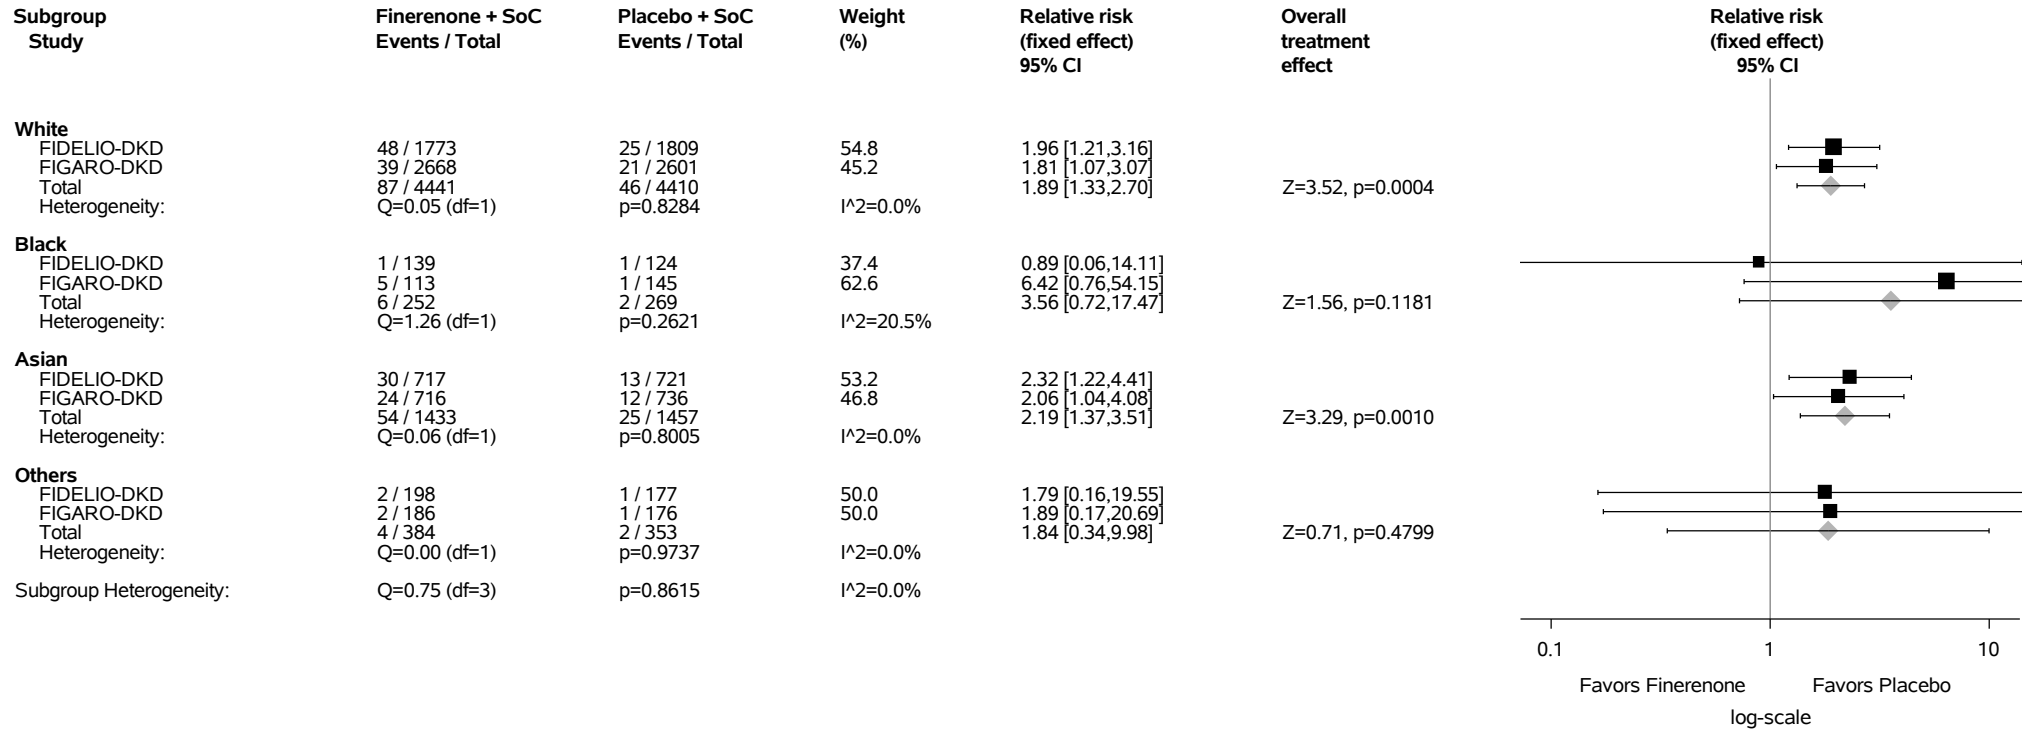 Subgroup Finerenone + SoC Placebo + SoC Weight Relative risk Overall Relative risk
Study Events / Total Events / Total (%) (fixed effect) treatment (fixed effect)
95% CI effect 95% CI
White
FIDELIO-DKD 48 / 1773 25 / 1809 54.8 1.96 [1.21,3.16]
FIGARO-DKD 39 / 2668 21 / 2601 45.2 1.81 [1.07,3.07]
Total 87 / 4441 46 / 4410 1.89 [1.33,2.70] Z=3.52, p=0.0004
Heterogeneity: Q=0.05 (df=1) p=0.8284 I^2=0.0%
Black
FIDELIO-DKD 1 / 139 1 / 124 37.4 0.89 [0.06,14.11]
FIGARO-DKD 5 / 113 1 / 145 62.6 6.42 [0.76,54.15]
Total 6 / 252 2 / 269 3.56 [0.72,17.47] Z=1.56, p=0.1181
Heterogeneity: Q=1.26 (df=1) p=0.2621 I^2=20.5%
Asian
FIDELIO-DKD 30 / 717 13 / 721 53.2 2.32 [1.22,4.41]
FIGARO-DKD 24 / 716 12 / 736 46.8 2.06 [1.04,4.08]
Total 54 / 1433 25 / 1457 2.19 [1.37,3.51] Z=3.29, p=0.0010
Heterogeneity: Q=0.06 (df=1) p=0.8005 I^2=0.0%
Others
FIDELIO-DKD 2 / 198 1 / 177 50.0 1.79 [0.16,19.55]
FIGARO-DKD 2 / 186 1 / 176 50.0 1.89 [0.17,20.69]
Total 4 / 384 2 / 353 1.84 [0.34,9.98] Z=0.71, p=0.4799
Heterogeneity: Q=0.00 (df=1) p=0.9737 I^2=0.0%
Subgroup Heterogeneity: Q=0.75 (df=3) p=0.8615 I^2=0.0%
0.1 1 10
Favors Finerenone Favors Placebo
log-scale